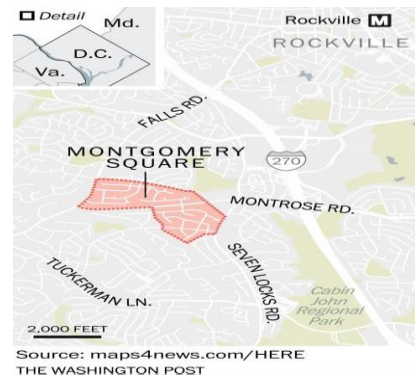 Detail
Md.
D.C.
Va.
Rockville M
ROCKVILLE
FALLS RD.
MONTGOMERY
SQUARE
270
MONTROSE RD.
SEVEN LOCKS RD.
TUCKERMAN LN.
Cabin
John
Regional
Park
2,000 FEET
Source: maps4news.com/HERE
THE WASHINGTON POST